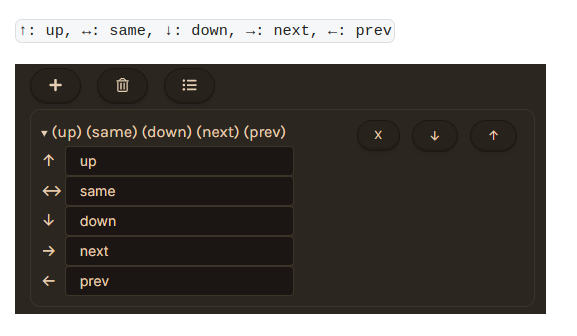 ↑: up, ↔: same, ↓: down, →: next, ←: prev
+
▾ (up) (same) (down) (next) (prev) X ↓ ↑
↑ up
↔ same
↓ down
→ next
← prev